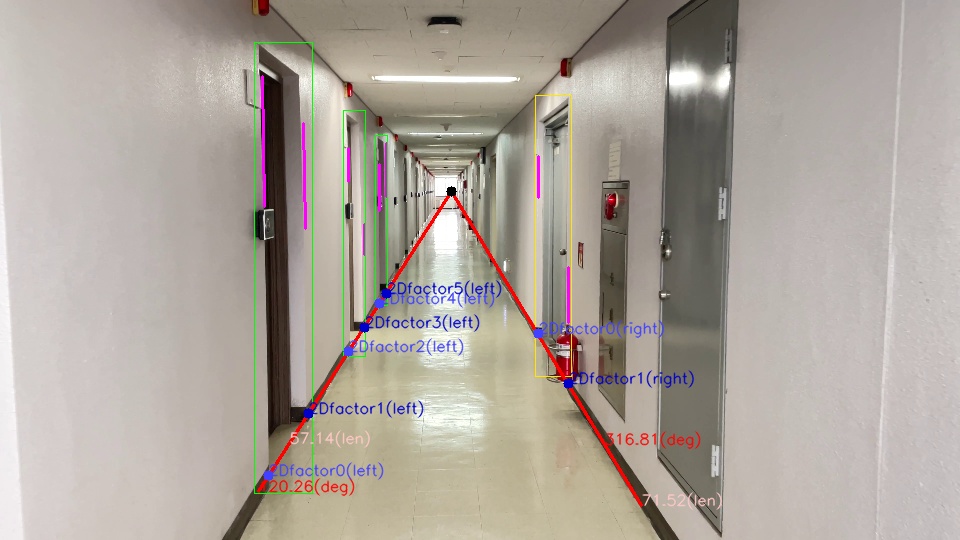 2Dfactor5(left)
2Dfactor4(left)
2Dfactor3(left)
2Dfactor0(right)
2Dfactor2(left)
2Dfactor1(right)
2Dfactor1(left)
57.14(len)
316.81(deg)
2Dfactor0(left)
20.26(deg)
71.52(len)